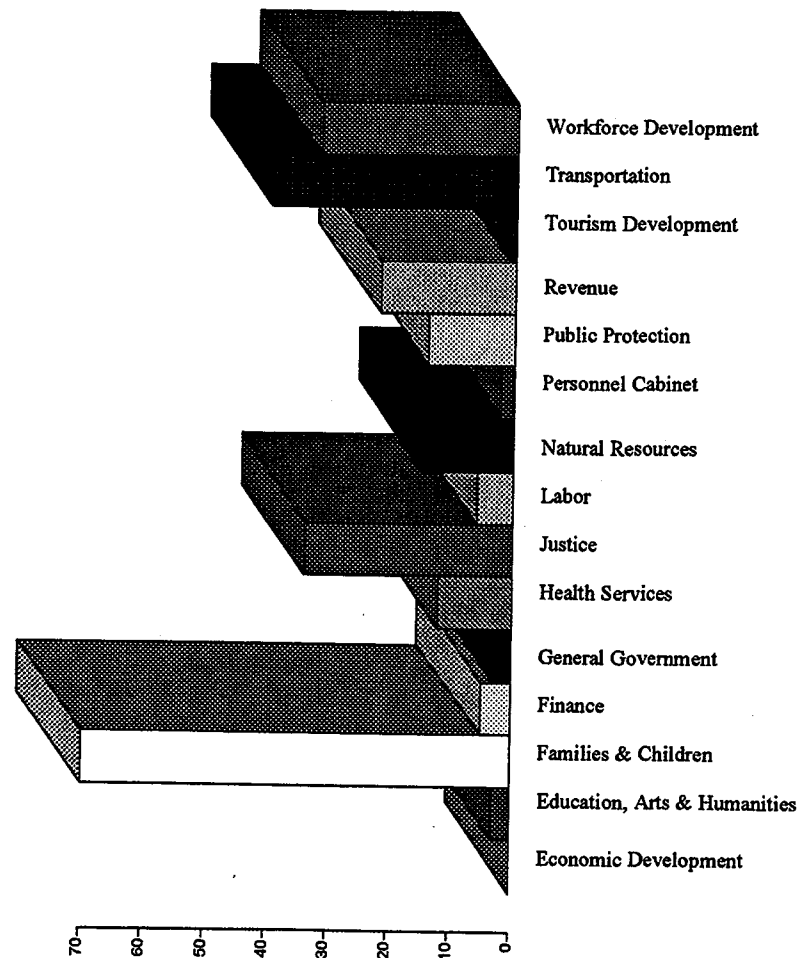 Workforce Development
Transportation
Tourism Development
Revenue
Public Protection
Personnel Cabinet
Natural Resources
Labor
Justice
Health Services
General Government
Finance
Families & Children
Education, Arts & Humanities
Economic Development
70 60 50 40 30 20 10 0